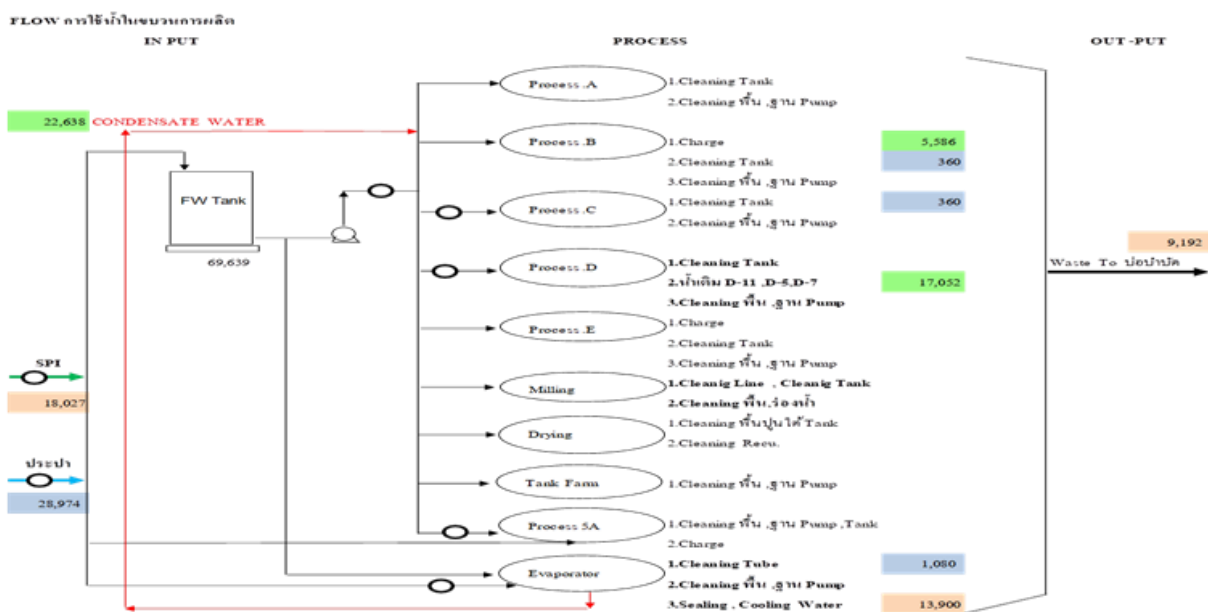 FLOW การใช้น้ำในขบวนการผลิต
IN PUT
PROCESS
OUT -PUT
22,638 CONDENSATE WATER
FW Tank
69,639
SPI
18,027
ประปา
28,974
Process .A
1.Cleaning Tank
2.Cleaning พื้น ,ฐาน Pump
Process .B
1.Charge 5,586
2.Cleaning Tank 360
3.Cleaning พื้น ,ฐาน Pump
Process .C
1.Cleaning Tank 360
2.Cleaning พื้น ,ฐาน Pump
Process .D
1.Cleaning Tank
2.น้ำเติม D-11 ,D-5,D-7 17,052
3.Cleaning พื้น ,ฐาน Pump
Process .E
1.Charge
2.Cleaning Tank
3.Cleaning พื้น ,ฐาน Pump
Milling
1.Cleanig Line , Cleanig Tank
2.Cleaning พื้น,ร่องน้ำ
Drying
1.Cleaning พื้นปูนใต้ Tank
2.Cleaning Recu.
Tank Farm
1.Cleaning พื้น ,ฐาน Pump
Process 5A
1.Cleaning พื้น ,ฐาน Pump ,Tank
2.Charge
Evaporator
1.Cleaning Tube 1,080
2.Cleaning พื้น ,ฐาน Pump
3.Sealing , Cooling Water 13,900
9,192
Waste To บ่อบำบัด